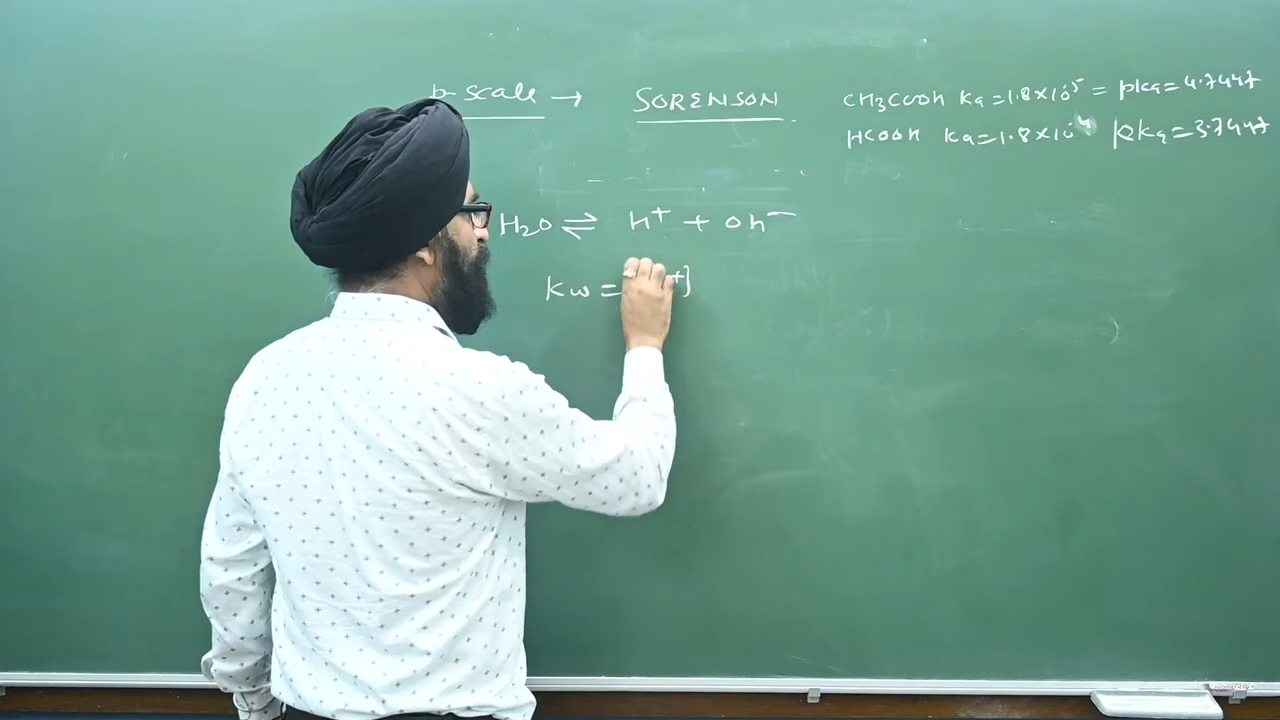 p-scale → SORENSON
CH3COOH Ka=1.8×10⁻⁵ = pKa=4.7447
HCOOH Ka=1.8×10⁻⁴ pKa=3.7447
H2O ⇌ H⁺ + OH⁻
Kw = +]